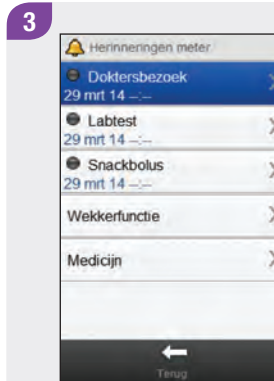 3
Herinneringen meter
Doktersbezoek
29 mrt 14 --:--
Labtest
29 mrt 14 --:--
Snackbolus
29 mrt 14 --:--
Wekkerfunctie
Medicijn
Terug